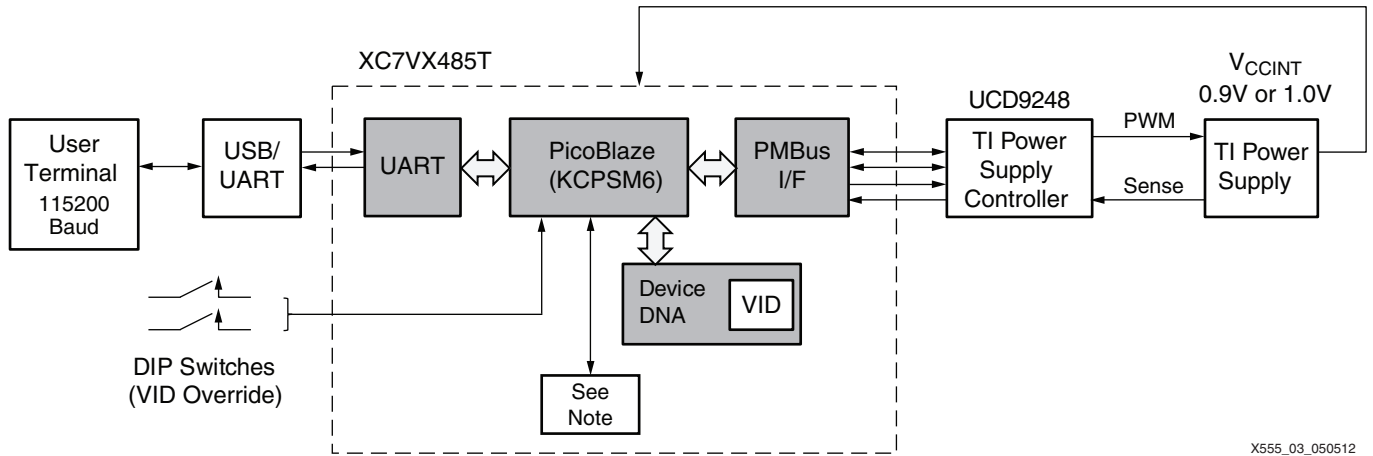 XC7VX485T
V_CCINT
0.9V or 1.0V
UCD9248
PWM
Sense
User
Terminal
115200
Baud
USB/
UART
UART
PicoBlaze
(KCPSM6)
PMBus
I/F
TI Power
Supply
Controller
TI Power
Supply
Device
DNA
VID
DIP Switches
(VID Override)
See
Note
X555_03_050512